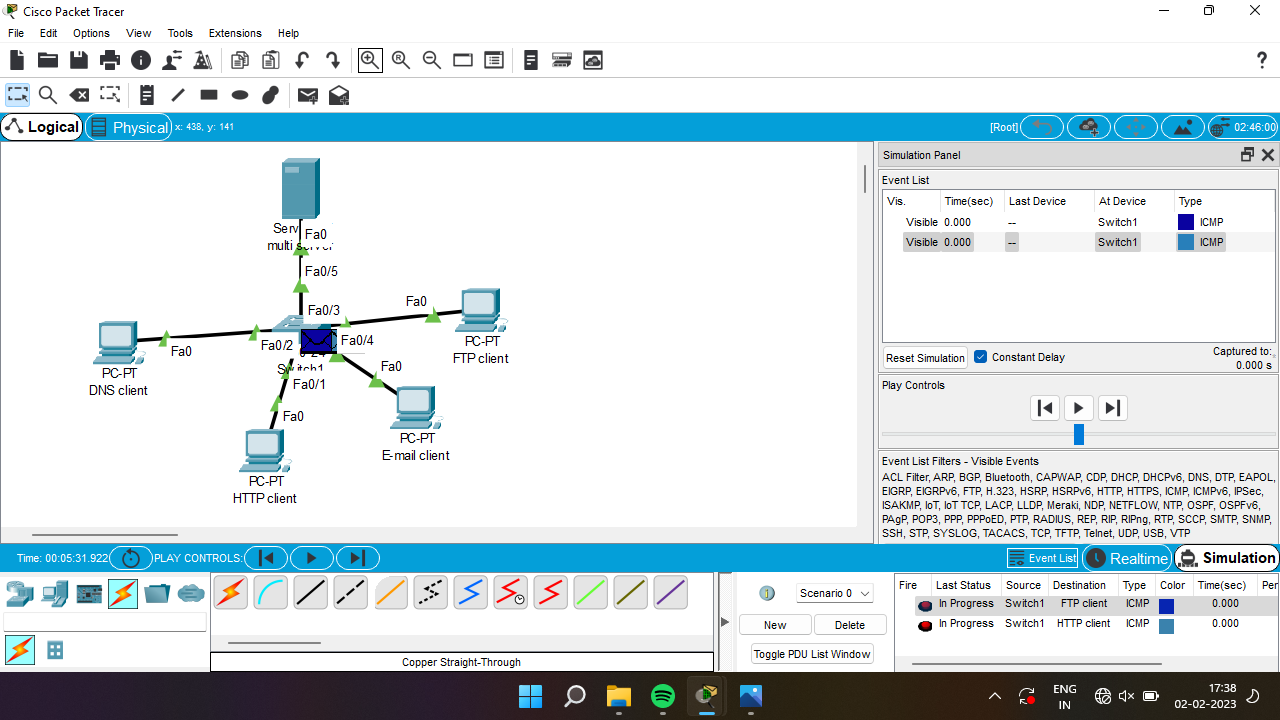 Cisco Packet Tracer
File Edit Options View Tools Extensions Help
Logical Physical x: 438, y: 141 [Root] 02:46:00
Serv
multi server
Fa0
Fa0/5
Fa0/3
Fa0
Fa0/4
Fa0/2
Fa0
PC-PT
FTP client
PC-PT
DNS client
Switch1
Fa0
Fa0/1
Fa0
PC-PT
E-mail client
PC-PT
HTTP client
Simulation Panel
Event List
Vis. Time(sec) Last Device At Device Type
Visible 0.000 -- Switch1 ICMP
Visible 0.000 -- Switch1 ICMP
Reset Simulation Constant Delay Captured to:
0.000 s
Play Controls
Event List Filters - Visible Events
ACL Filter, ARP, BGP, Bluetooth, CAPWAP, CDP, DHCP, DHCPv6, DNS, DTP, EAPOL,
EIGRP, EIGRPv6, FTP, H.323, HSRP, HSRPv6, HTTP, HTTPS, ICMP, ICMPv6, IPSec,
ISAKMP, IoT, IoT TCP, LACP, LLDP, Meraki, NDP, NETFLOW, NTP, OSPF, OSPFv6,
PAgP, POP3, PPP, PPPoED, PTP, RADIUS, REP, RIP, RIPng, RTP, SCCP, SMTP, SNMP,
SSH, STP, SYSLOG, TACACS, TCP, TFTP, Telnet, UDP, USB, VTP
Time: 00:05:31.922 PLAY CONTROLS: Event List Realtime Simulation
Copper Straight-Through
Scenario 0
New Delete
Toggle PDU List Window
Fire Last Status Source Destination Type Color Time(sec) Per
In Progress Switch1 FTP client ICMP 0.000
In Progress Switch1 HTTP client ICMP 0.000
ENG
IN
17:38
02-02-2023